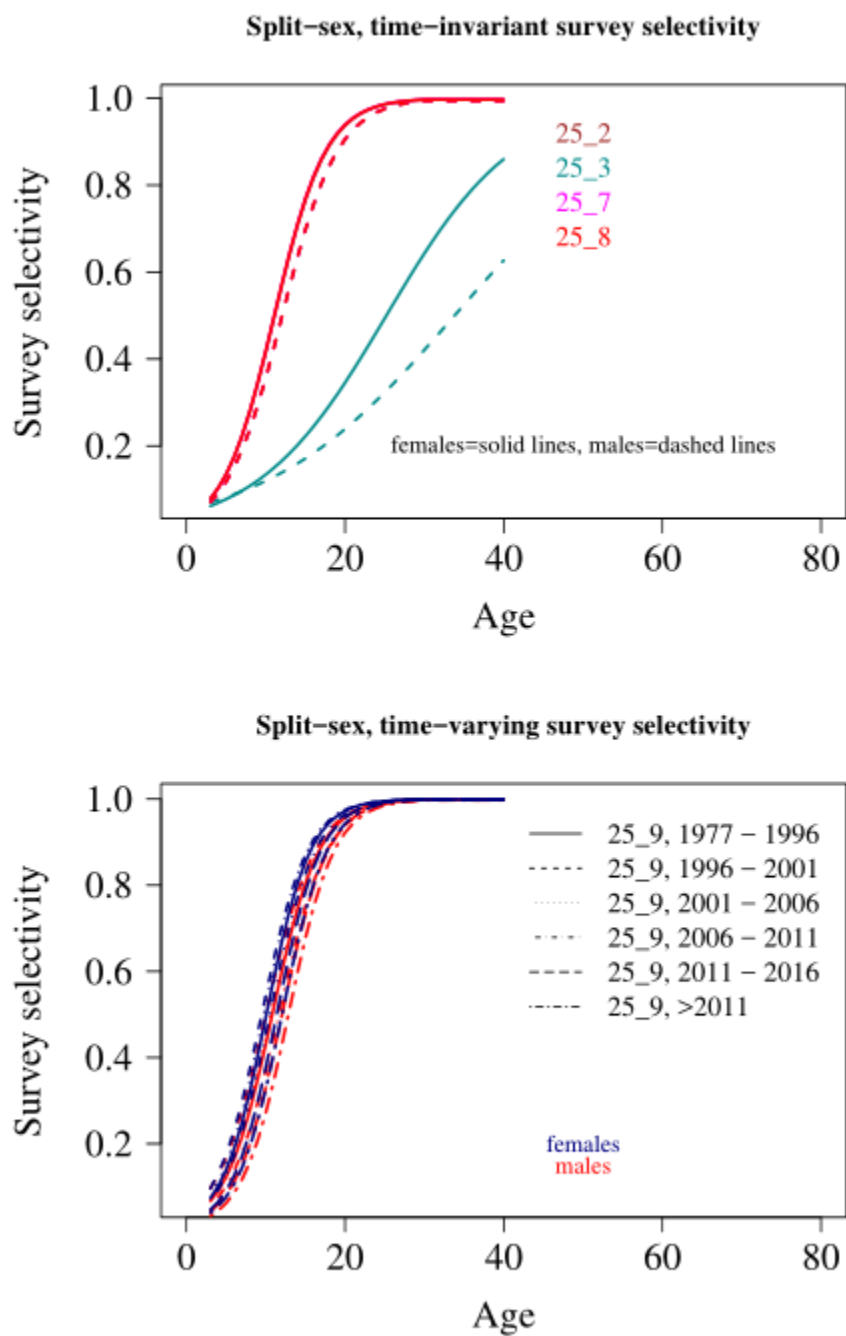 Split−sex, time−invariant survey selectivity
Survey selectivity
1.0
0.8
0.6
0.4
0.2
25_2
25_3
25_7
25_8
females=solid lines, males=dashed lines
0 20 40 60 80
Age
Split−sex, time−varying survey selectivity
Survey selectivity
1.0
0.8
0.6
0.4
0.2
25_9, 1977 − 1996
25_9, 1996 − 2001
25_9, 2001 − 2006
25_9, 2006 − 2011
25_9, 2011 − 2016
25_9, >2011
females
males
0 20 40 60 80
Age